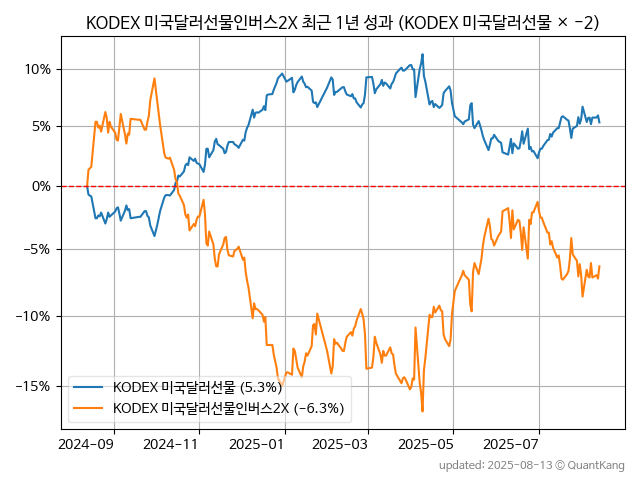 KODEX 미국달러선물인버스2X 최근 1년 성과 (KODEX 미국달러선물 × −2)
10%
5%
0%
−5%
−10%
−15%
KODEX 미국달러선물 (5.3%)
KODEX 미국달러선물인버스2X (−6.3%)
2024-09 2024-11 2025-01 2025-03 2025-05 2025-07
updated: 2025-08-13 © QuantKang